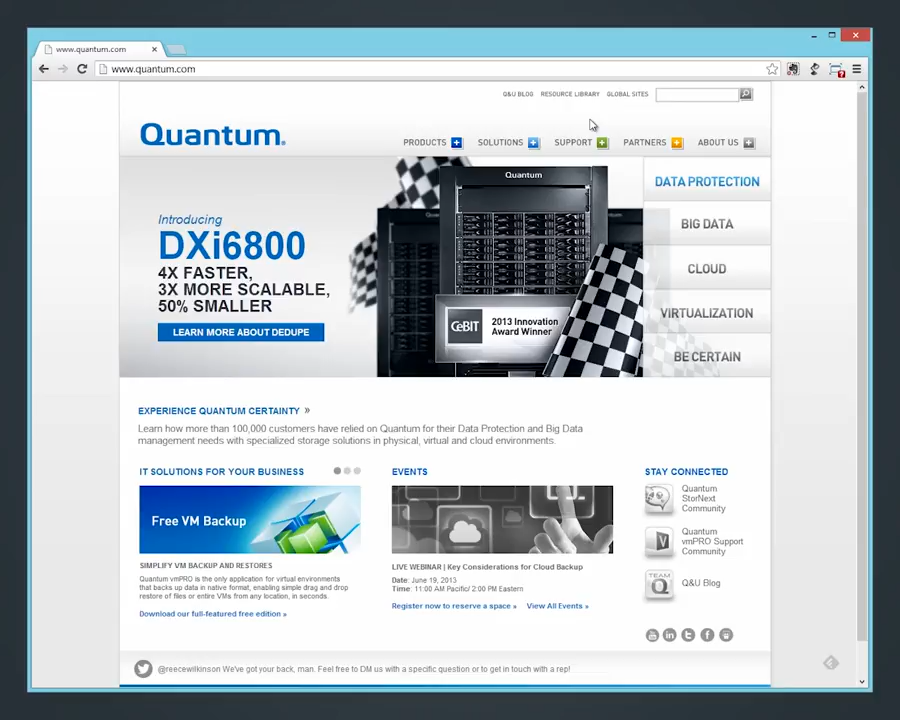 www.quantum.com
www.quantum.com
Q&U BLOG RESOURCE LIBRARY GLOBAL SITES
Quantum.
PRODUCTS SOLUTIONS SUPPORT PARTNERS ABOUT US
Quantum
Introducing
DXi6800
4X FASTER,
3X MORE SCALABLE,
50% SMALLER
LEARN MORE ABOUT DEDUPE
CeBIT
2013 Innovation
Award Winner
DATA PROTECTION
BIG DATA
CLOUD
VIRTUALIZATION
BE CERTAIN
EXPERIENCE QUANTUM CERTAINTY »
Learn how more than 100,000 customers have relied on Quantum for their Data Protection and Big Data
management needs with specialized storage solutions in physical, virtual and cloud environments.
IT SOLUTIONS FOR YOUR BUSINESS
Free VM Backup
SIMPLIFY VM BACKUP AND RESTORES
Quantum vmPRO is the only application for virtual environments
that backs up data in native format, enabling simple drag and drop
restore of files or entire VMs from any location, in seconds.
Download our full-featured free edition »
EVENTS
LIVE WEBINAR | Key Considerations for Cloud Backup
Date: June 19, 2013
Time: 11:00 AM Pacific/ 2:00 PM Eastern
Register now to reserve a space » View All Events »
STAY CONNECTED
Quantum
StorNext
Community
V
Quantum
vmPRO Support
Community
TEAM
Q
Q&U Blog
@reecewilkinson We've got your back, man. Feel free to DM us with a specific question or to get in touch with a rep!